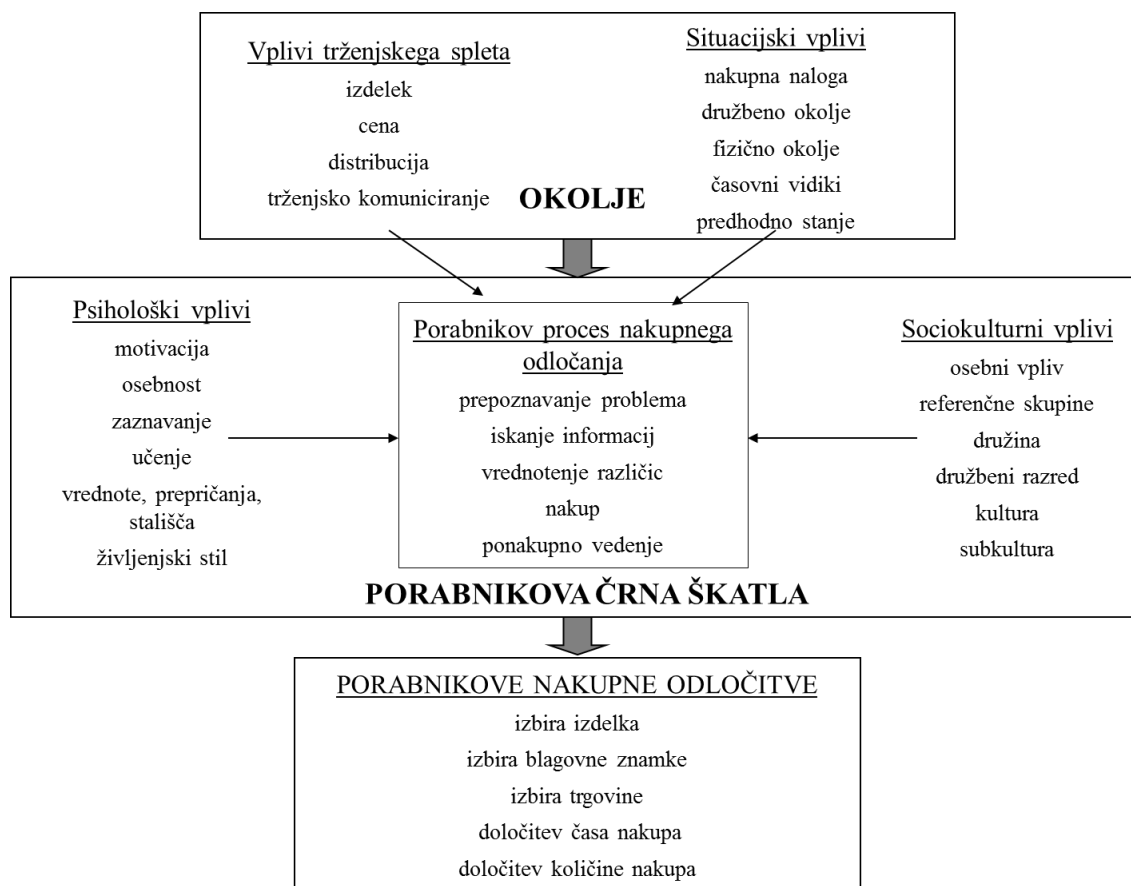 Vplivi trženjskega spleta
izdelek
cena
distribucija
trženjsko komuniciranje
Situacijski vplivi
nakupna naloga
družbeno okolje
fizično okolje
časovni vidiki
predhodno stanje
OKOLJE
Psihološki vplivi
motivacija
osebnost
zaznavanje
učenje
vrednote, prepričanja,
stališča
življenjski stil
Porabnikov proces nakupnega
odločanja
prepoznavanje problema
iskanje informacij
vrednotenje različic
nakup
ponakupno vedenje
Sociokulturni vplivi
osebni vpliv
referenčne skupine
družina
družbeni razred
kultura
subkultura
PORABNIKOVA ČRNA ŠKATLA
PORABNIKOVE NAKUPNE ODLOČITVE
izbira izdelka
izbira blagovne znamke
izbira trgovine
določitev časa nakupa
določitev količine nakupa